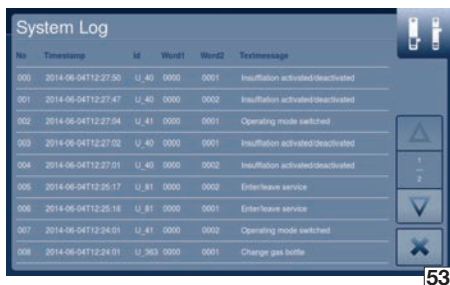 System Log
No Timestamp Id Word1 Word2 Textmessage
000 2014-06-04T12:27:50 U_40 0000 0001 Insufflation activated/deactivated
001 2014-06-04T12:27:47 U_40 0000 0002 Insufflation activated/deactivated
002 2014-06-04T12:27:04 U_41 0000 0001 Operating mode switched
003 2014-06-04T12:27:02 U_40 0000 0001 Insufflation activated/deactivated
004 2014-06-04T12:27:01 U_40 0000 0002 Insufflation activated/deactivated
005 2014-06-04T12:25:17 U_81 0000 0002 Enter/leave service
006 2014-06-04T12:25:16 U_81 0000 0001 Enter/leave service
007 2014-06-04T12:24:01 U_41 0000 0002 Operating mode switched
008 2014-06-04T12:24:01 U_363 0000 0001 Change gas bottle
1
2
53